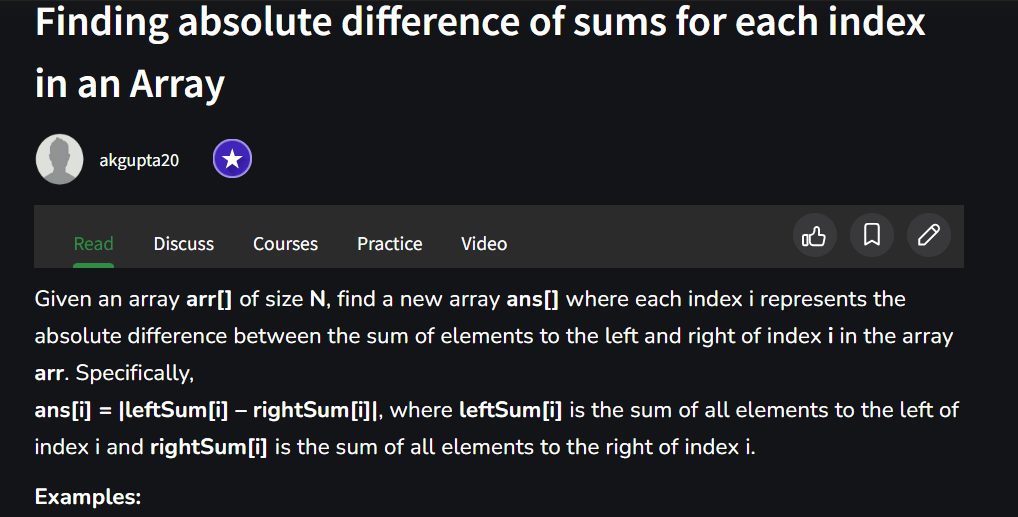 Finding absolute difference of sums for each index
in an Array
akgupta20
Read Discuss Courses Practice Video
Given an array arr[] of size N, find a new array ans[] where each index i represents the
absolute difference between the sum of elements to the left and right of index i in the array
arr. Specifically,
ans[i] = |leftSum[i] – rightSum[i]|, where leftSum[i] is the sum of all elements to the left of
index i and rightSum[i] is the sum of all elements to the right of index i.
Examples: